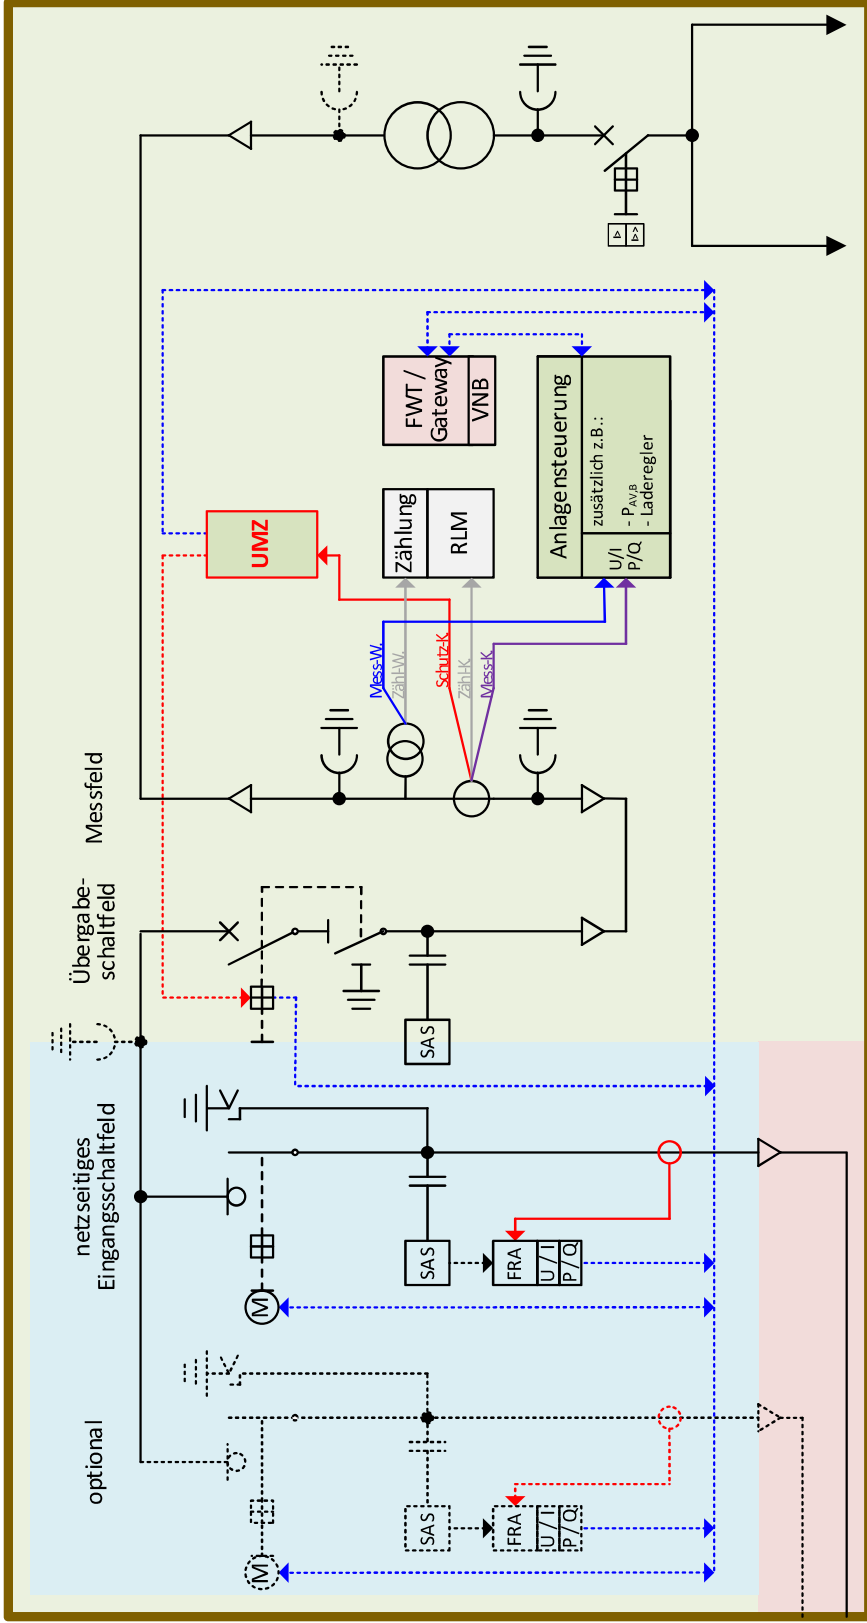 FWT /
Gateway
VNB
Anlagensteuerung
zusätzlich z.B.:
- P_AV,B
- Laderegler
U/I
P/Q
UMZ
Zählung
RLM
Mess-W.
Zähl-W.
Schutz-K.
Zähl-K.
Mess-K.
Messfeld
Übergabe-
schaltfeld
SAS
netzseitiges
Eingangsschaltfeld
SAS
FRA
U / I
P / Q
M
optional
SAS
FRA
U / I
P / Q
M